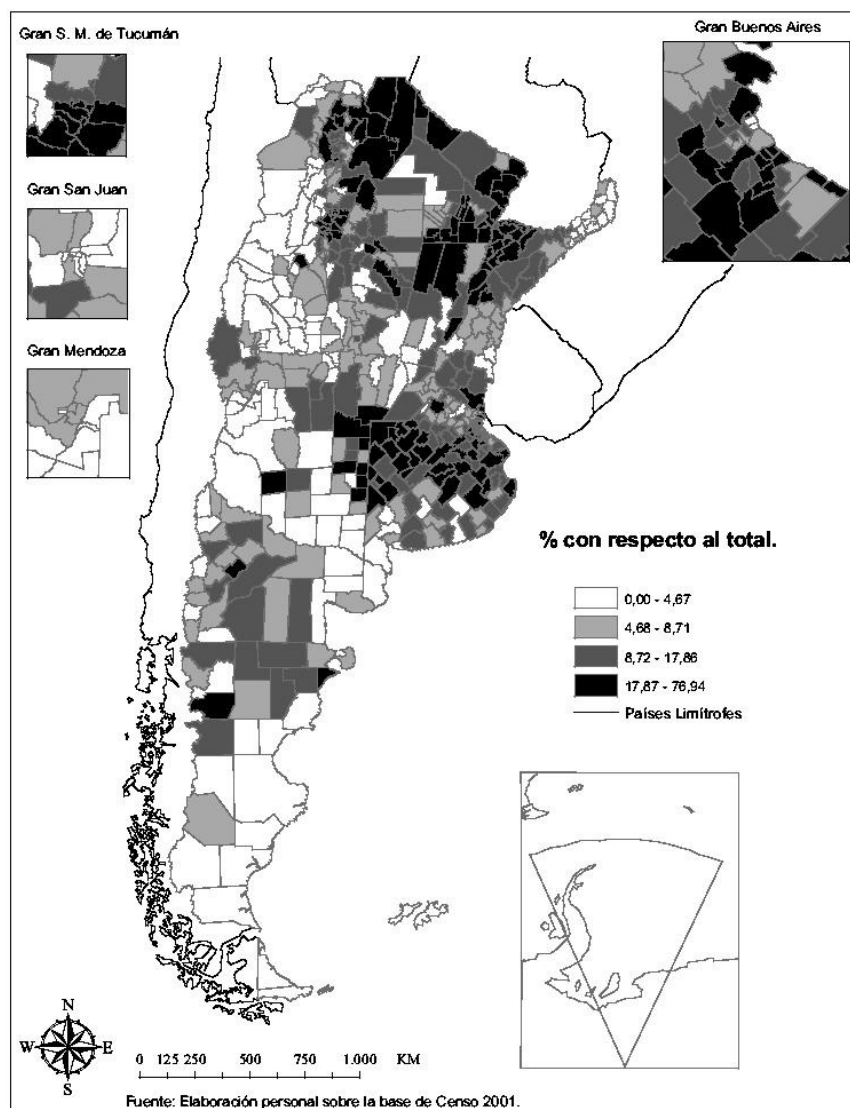 Gran S. M. de Tucumán
Gran Buenos Aires
Gran San Juan
Gran Mendoza
% con respecto al total.
0,00 - 4,67
4,68 - 8,71
8,72 - 17,86
17,87 - 76,94
Países Limítrofes
N
W E
S
0 125 250 500 750 1.000 KM
Fuente: Elaboración personal sobre la base de Censo 2001.